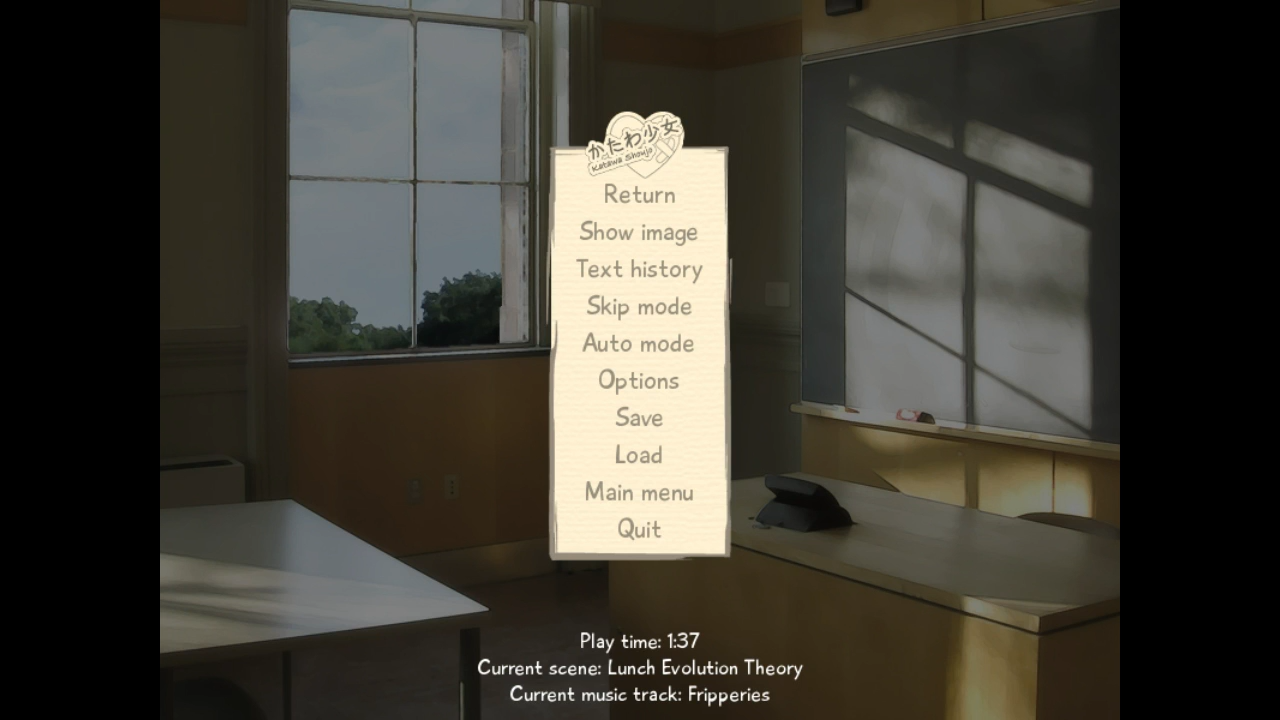 かたわ少女
Katawa Shoujo
Return
Show image
Text history
Skip mode
Auto mode
Options
Save
Load
Main menu
Quit
Play time: 1:37
Current scene: Lunch Evolution Theory
Current music track: Fripperies